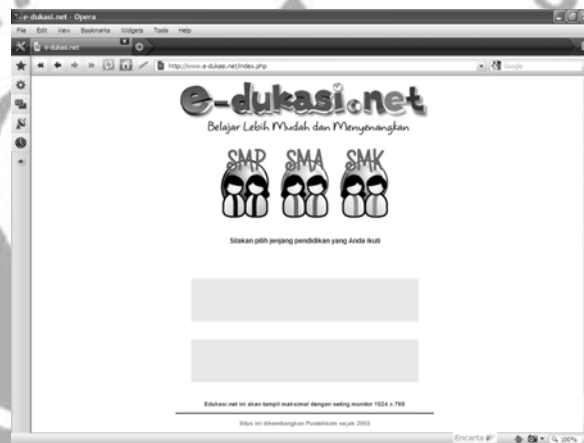 e-dukasi.net - Opera
File Edit View Bookmarks Widgets Tools Help
e-dukasi.net
http://www.e-dukasi.net/index.php
Google
e-dukasi.net
Belajar Lebih Mudah dan Menyenangkan
SMP SMA SMK
Silakan pilih jenjang pendidikan yang Anda ikuti
Edukasi.net ini akan tampil maksimal dengan seting monitor 1024 x 768
Situs ini dikembangkan Pustekkom sejak 2003
Encarta
100%